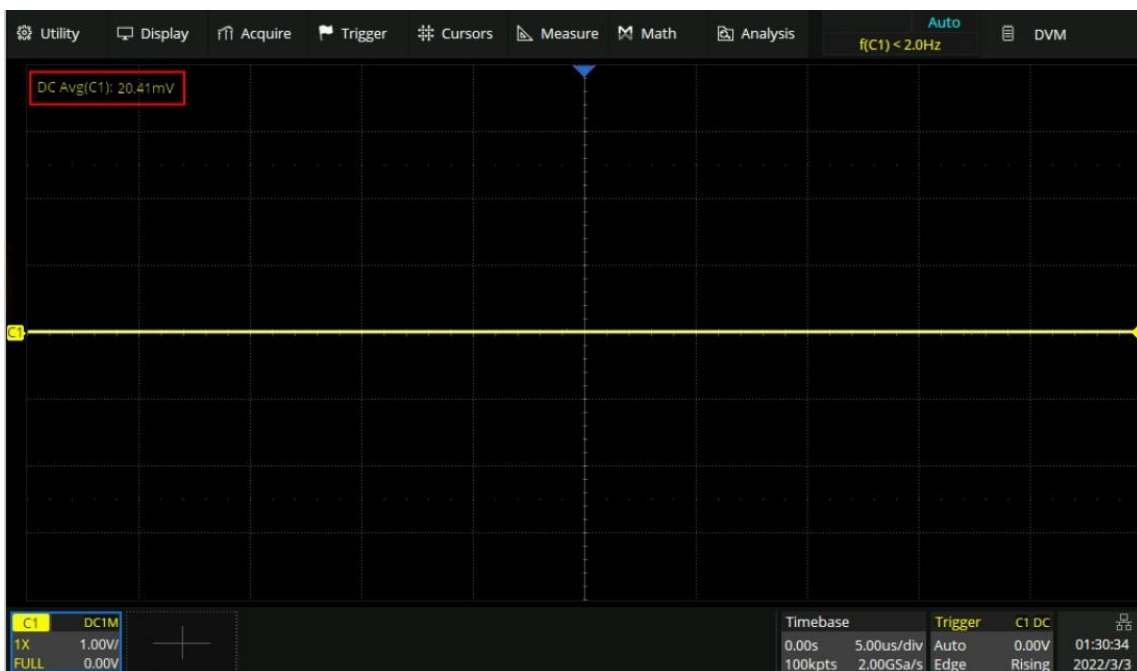 Utility Display Acquire Trigger Cursors Measure Math Analysis
Auto
f(C1) < 2.0Hz
DVM
DC Avg(C1): 20.41mV
C1
C1 DC1M
1X 1.00V/
FULL 0.00V
Timebase
0.00s 5.00us/div
100kpts 2.00GSa/s
Trigger C1 DC
Auto 0.00V
Edge Rising
01:30:34
2022/3/3